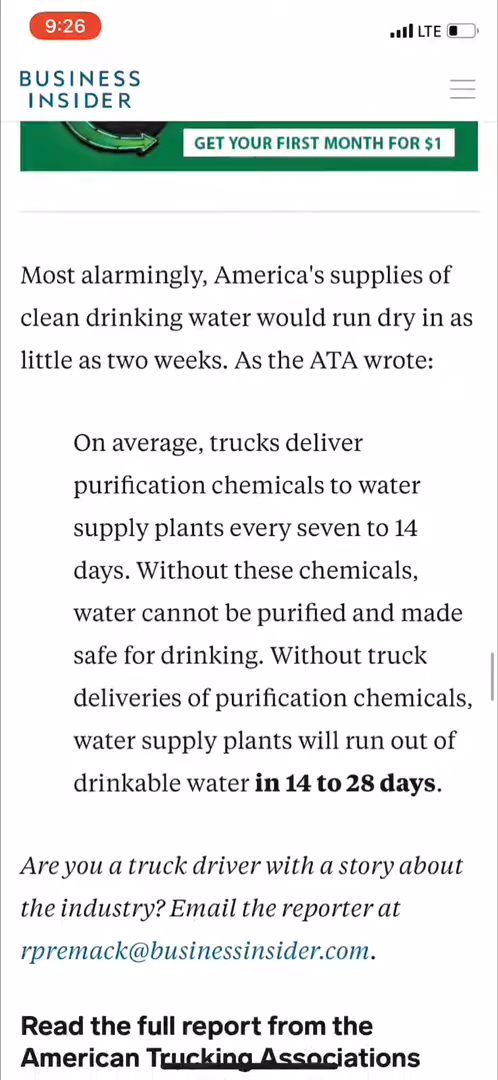 9:26
LTE
BUSINESS
INSIDER
GET YOUR FIRST MONTH FOR $1
Most alarmingly, America's supplies of
clean drinking water would run dry in as
little as two weeks. As the ATA wrote:
On average, trucks deliver
purification chemicals to water
supply plants every seven to 14
days. Without these chemicals,
water cannot be purified and made
safe for drinking. Without truck
deliveries of purification chemicals,
water supply plants will run out of
drinkable water in 14 to 28 days.
Are you a truck driver with a story about
the industry? Email the reporter at
rpremack@businessinsider.com.
Read the full report from the
American Trucking Associations